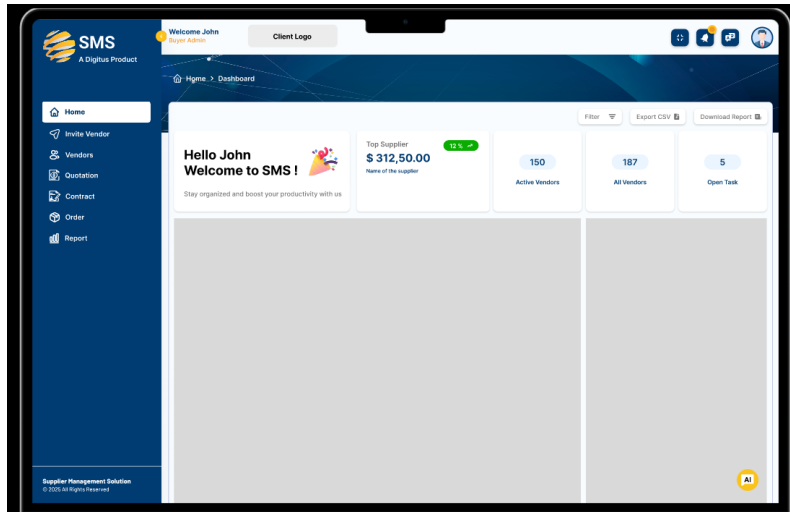 SMS
A Digitus Product
Welcome John
Buyer Admin
Client Logo
Home > Dashboard
Home
Invite Vendor
Vendors
Quotation
Contract
Order
Report
Filter
Export CSV
Download Report
Hello John
Welcome to SMS !
Stay organized and boost your productivity with us
Top Supplier
12 %
$ 312,50.00
Name of the supplier
150
Active Vendors
187
All Vendors
5
Open Task
AI
Supplier Management Solution
© 2025 All Rights Reserved